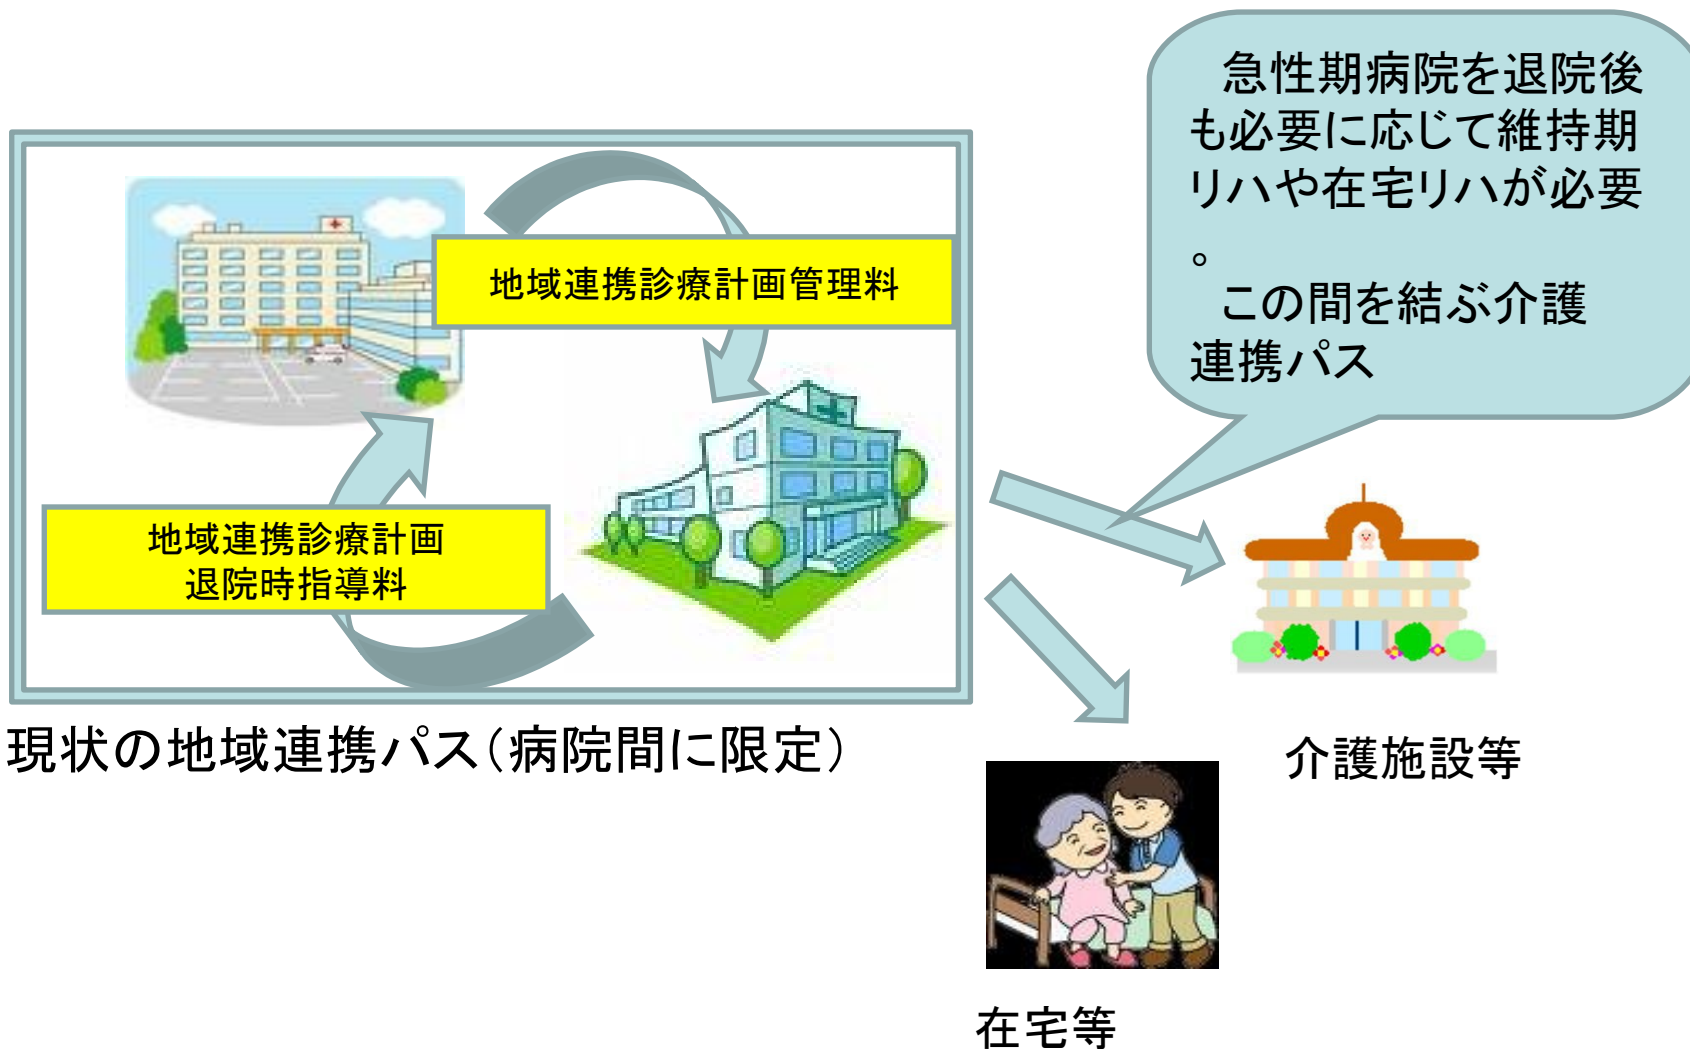 急性期病院を退院後
も必要に応じて維持期
リハや在宅リハが必要
。
この間を結ぶ介護
連携パス
地域連携診療計画管理料
地域連携診療計画
退院時指導料
現状の地域連携パス（病院間に限定）
介護施設等
在宅等